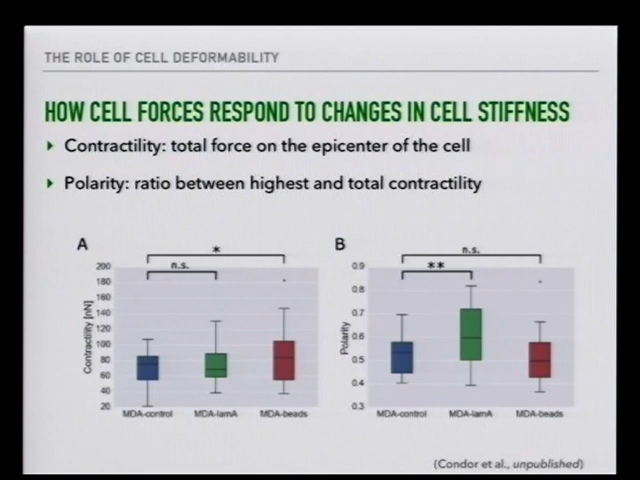 THE ROLE OF CELL DEFORMABILITY
HOW CELL FORCES RESPOND TO CHANGES IN CELL STIFFNESS
Contractility: total force on the epicenter of the cell
Polarity: ratio between highest and total contractility
A
*
n.s.
200
180
160
140
120
100
80
60
40
20
Contractility [nN]
MDA-control MDA-lamA MDA-beads
B
n.s.
**
0.9
0.8
0.7
0.6
0.5
0.4
0.3
Polarity
MDA-control MDA-lamA MDA-beads
(Condor et al., unpublished)